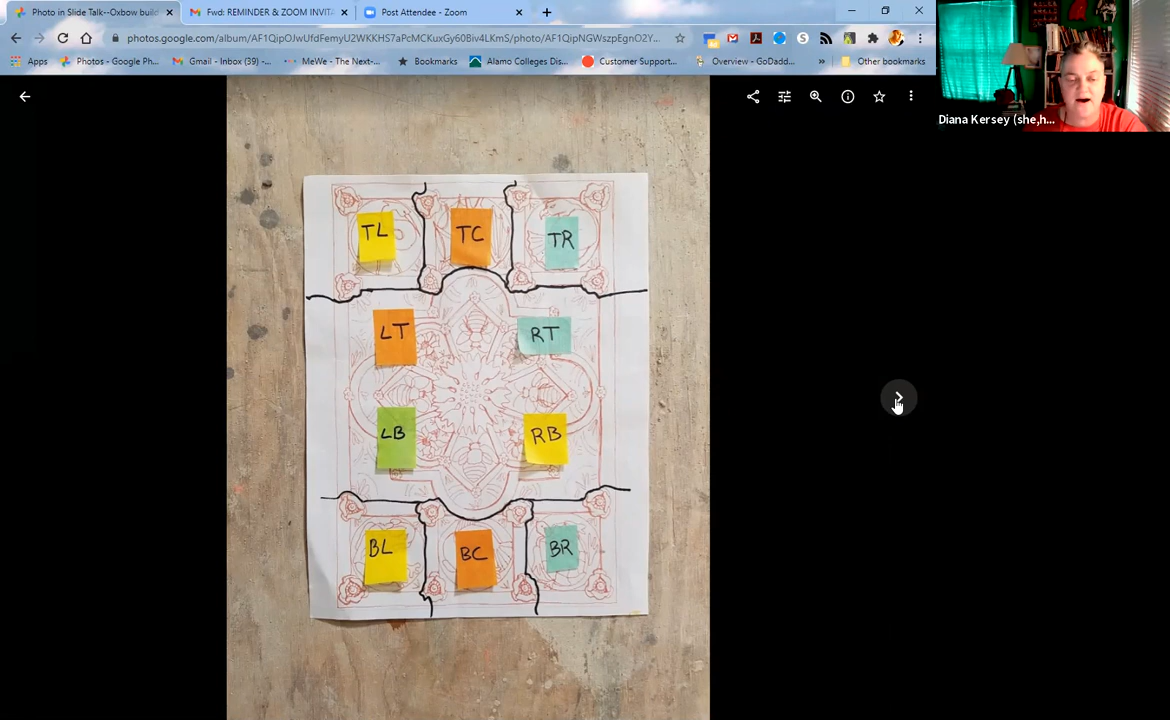 Photo in Slide Talk--Oxbow build
Fwd: REMINDER & ZOOM INVITA
Post Attendee - Zoom
photos.google.com/album/AF1QipOJwUfdFemyU2WKKHS7aPcMCKuxGy60Biv4LKmS/photo/AF1QipNGWszpEgnO2Y...
Apps
Photos - Google Ph...
Gmail - Inbox (39) -...
MeWe - The Next-...
Bookmarks
Alamo Colleges Dis...
Customer Support...
Overview - GoDadd...
»
Other bookmarks
Diana Kersey (she,h...
TL
TC
TR
LT
RT
LB
RB
BL
BC
BR